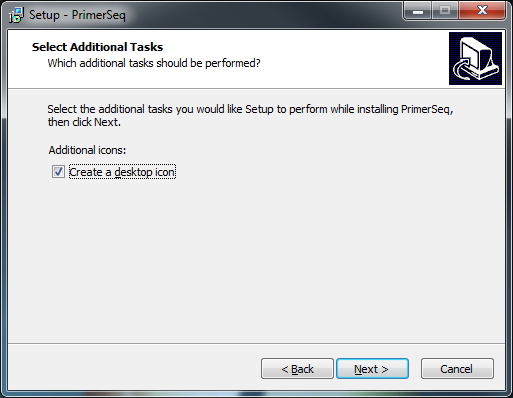 Setup - PrimerSeq
Select Additional Tasks
Which additional tasks should be performed?
Select the additional tasks you would like Setup to perform while installing PrimerSeq,
then click Next.
Additional icons:
Create a desktop icon
< Back
Next >
Cancel